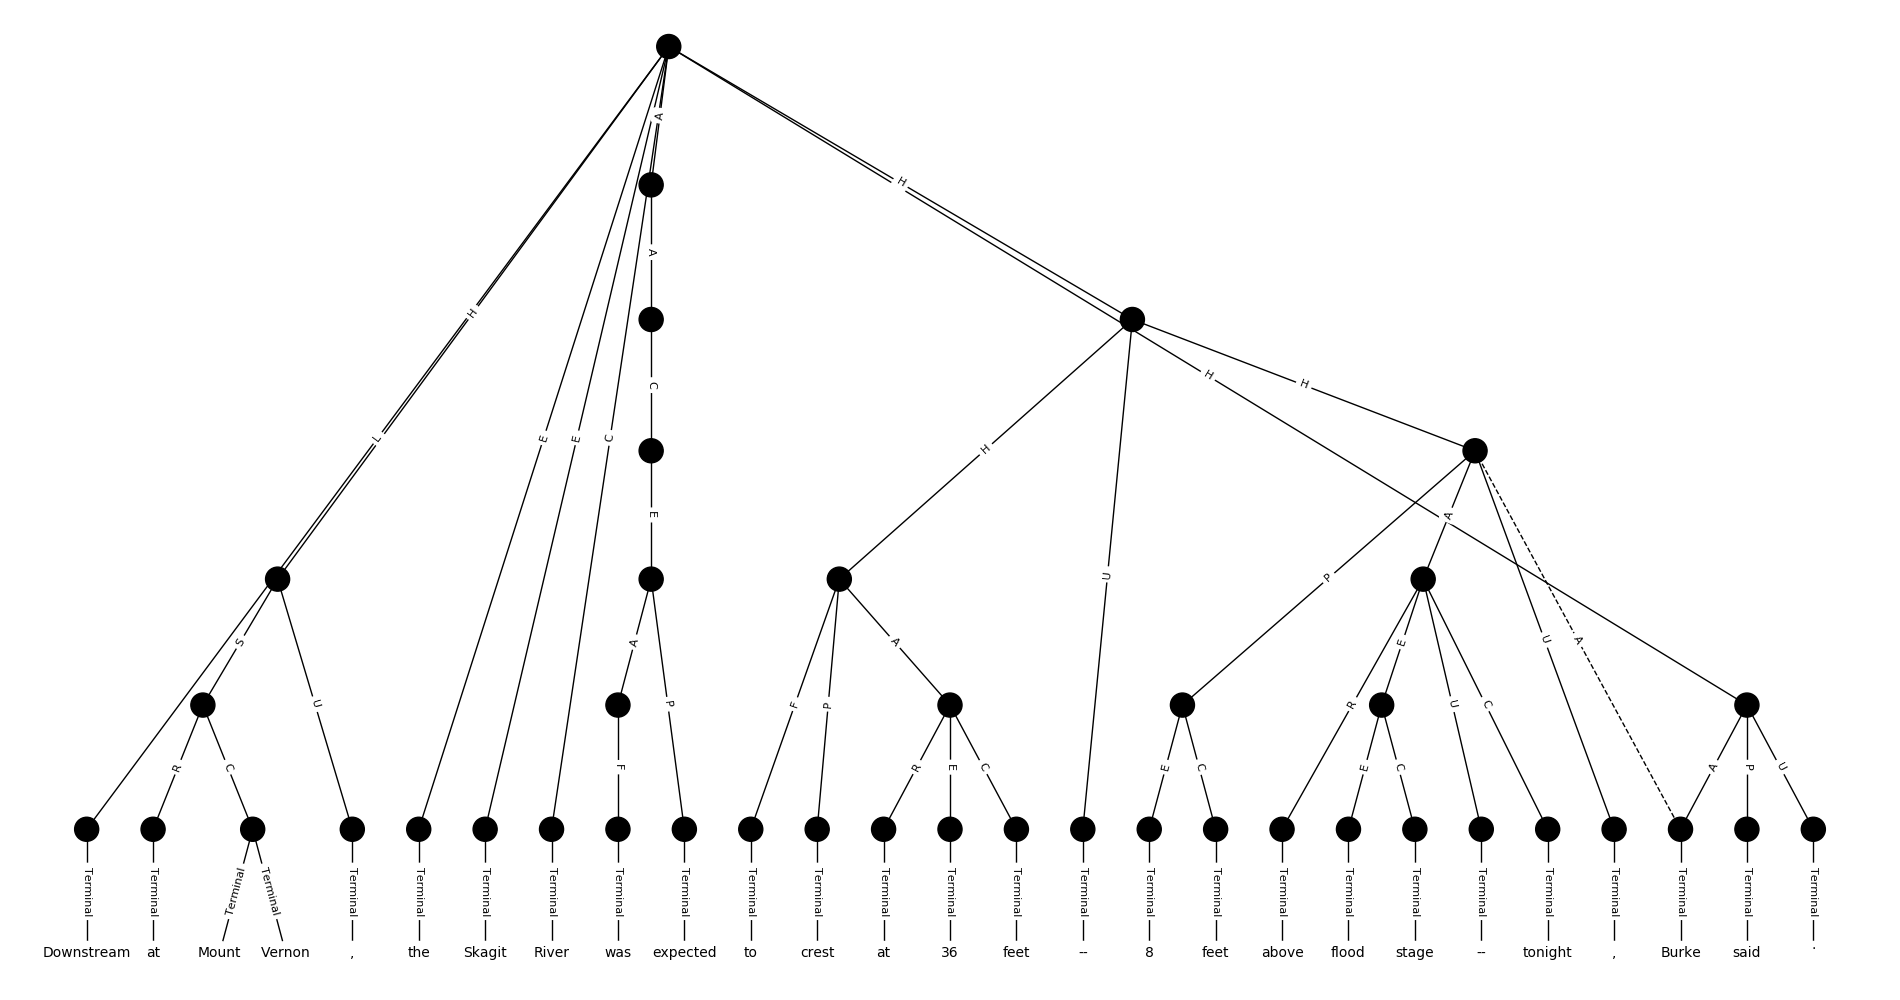 A
H
A
H
C
H
H
L
E
E
C
H
E
A
U
P
H
S
A
F
P
A
U
A
U
P
R
E
U
C
E
R
C
F
R
E
C
E
C
E
C
A
P
U
Terminal Terminal Terminal Terminal Terminal Terminal Terminal Terminal Terminal Terminal Terminal Terminal Terminal Terminal Terminal Terminal Terminal Terminal Terminal Terminal Terminal Terminal Terminal Terminal Terminal Terminal Terminal
Downstream at Mount Vernon , the Skagit River was expected to crest at 36 feet -- 8 feet above flood stage -- tonight , Burke said .